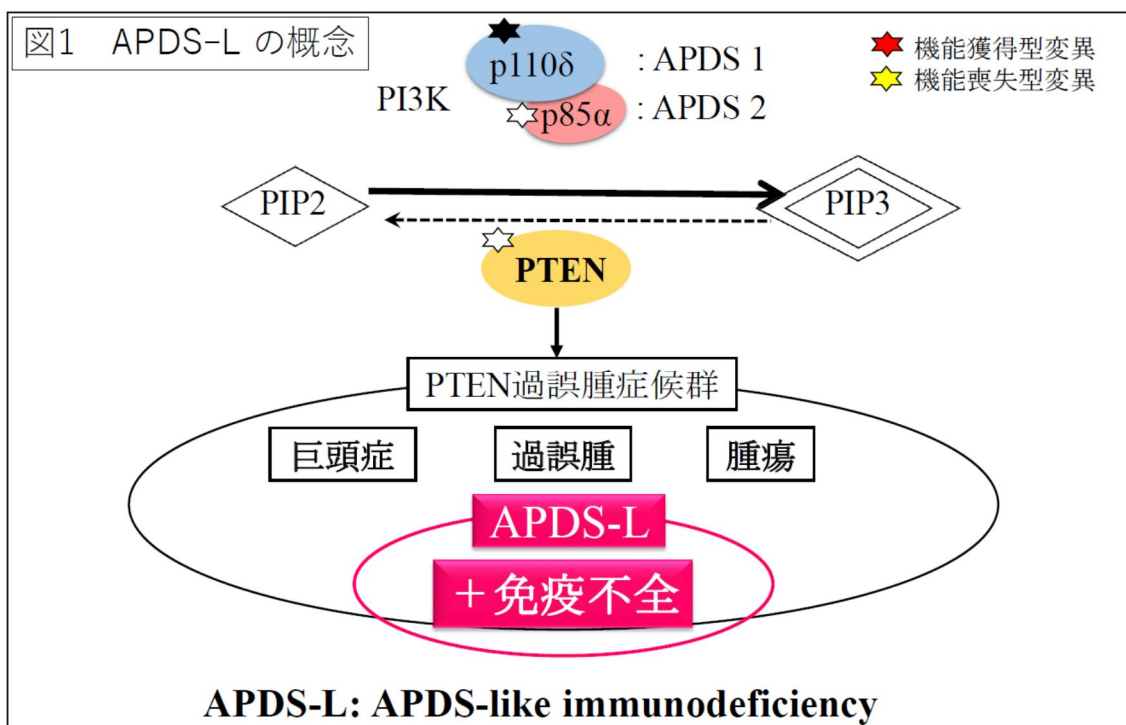 図1 APDS-L の概念
p110δ : APDS 1
PI3K
p85α : APDS 2
機能獲得型変異
機能喪失型変異
PIP2
PIP3
PTEN
PTEN過誤腫症候群
巨頭症 過誤腫 腫瘍
APDS-L
＋免疫不全
APDS-L: APDS-like immunodeficiency